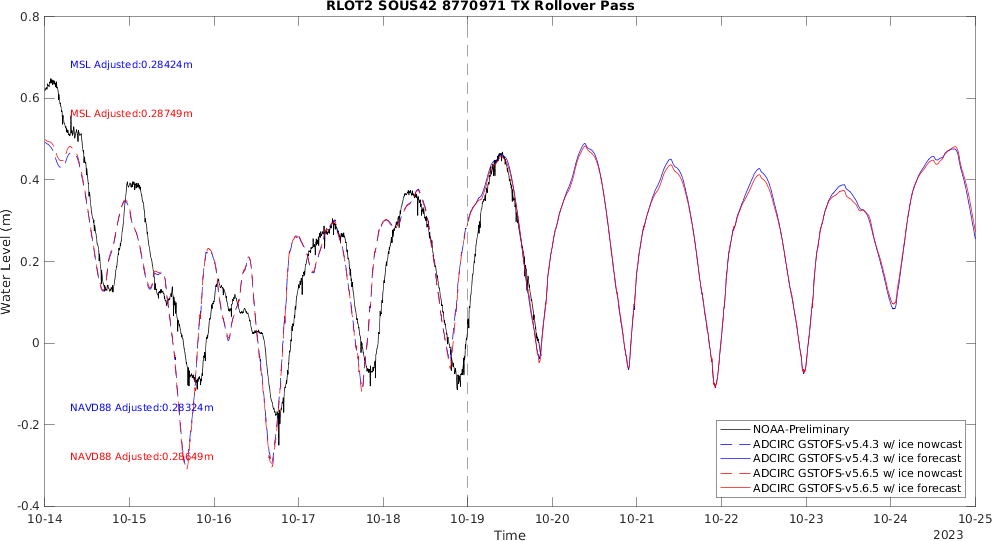 RLOT2 SOUS42 8770971 TX Rollover Pass
0.8
MSL Adjusted:0.28424m
0.6
MSL Adjusted:0.28749m
0.4
Water Level (m)
0.2
0
NAVD88 Adjusted:0.28324m
-0.2
NAVD88 Adjusted:0.28649m
-0.4
NOAA-Preliminary
ADCIRC GSTOFS-v5.4.3 w/ ice nowcast
ADCIRC GSTOFS-v5.4.3 w/ ice forecast
ADCIRC GSTOFS-v5.6.5 w/ ice nowcast
ADCIRC GSTOFS-v5.6.5 w/ ice forecast
10-14 10-15 10-16 10-17 10-18 10-19 10-20 10-21 10-22 10-23 10-24 10-25
Time
2023